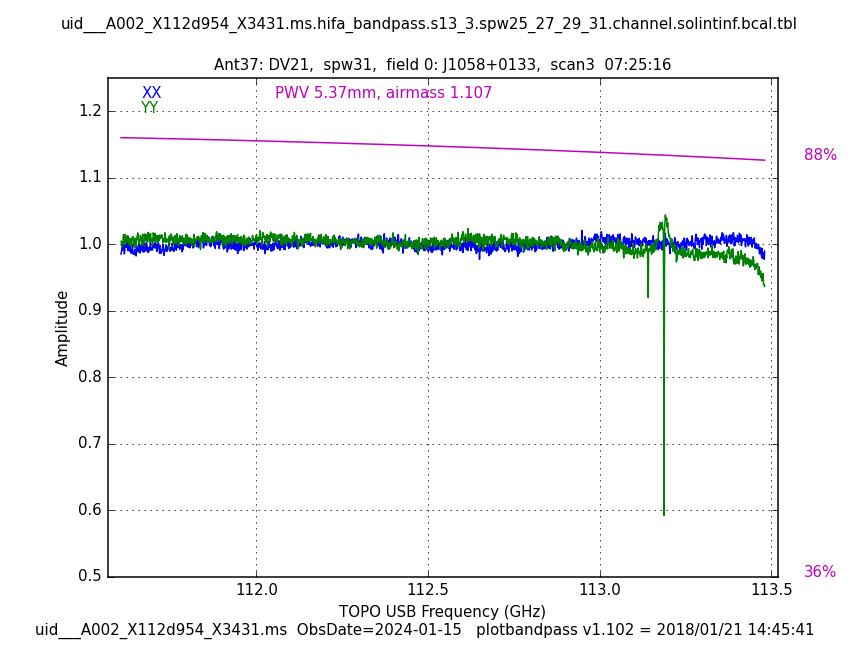 uid___A002_X112d954_X3431.ms.hifa_bandpass.s13_3.spw25_27_29_31.channel.solintinf.bcal.tbl
Ant37: DV21,  spw31,  field 0: J1058+0133,  scan3  07:25:16
XX
PWV 5.37mm, airmass 1.107
YY
1.2
88%
1.1
1.0
0.9
0.8
0.7
0.6
0.5
36%
Amplitude
112.0
112.5
113.0
113.5
TOPO USB Frequency (GHz)
uid___A002_X112d954_X3431.ms  ObsDate=2024-01-15   plotbandpass v1.102 = 2018/01/21 14:45:41